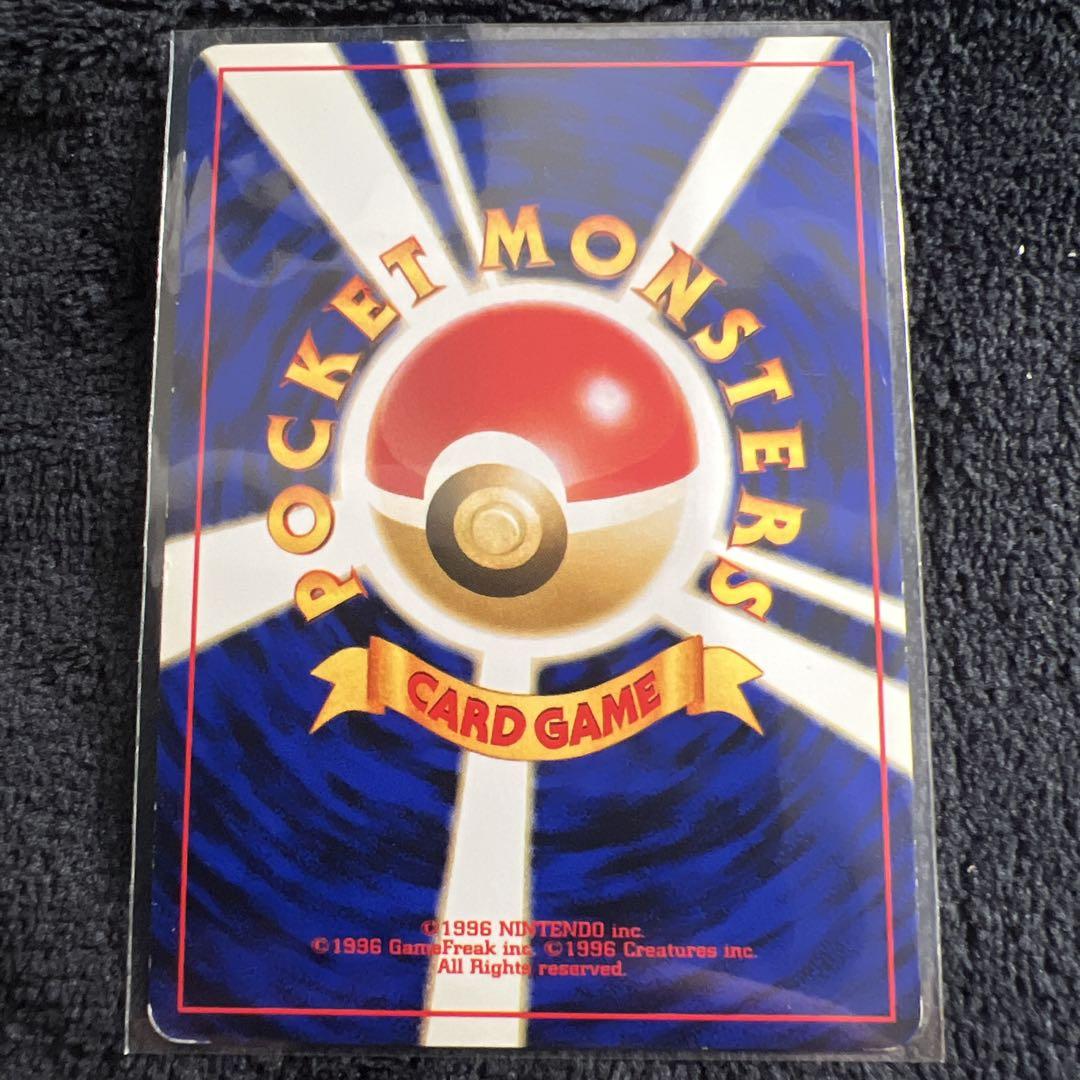 POCKET MONSTERS
CARD GAME
©1996 NINTENDO inc.
©1996 GameFreak inc. ©1996 Creatures inc.
All Rights reserved.